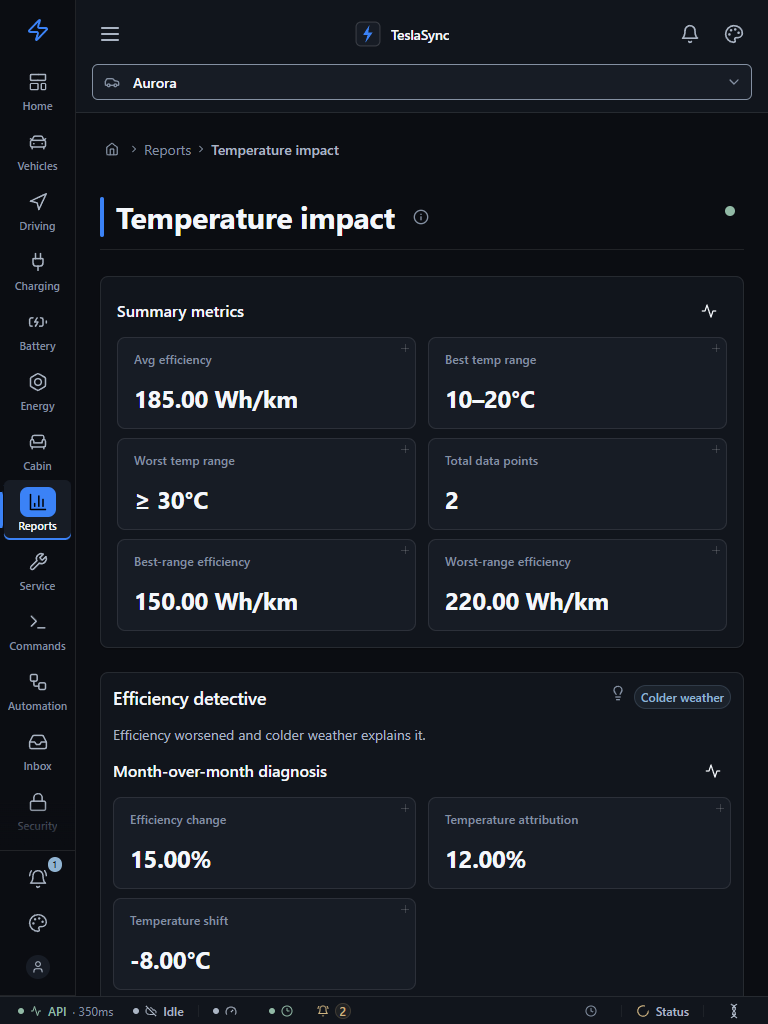 TeslaSync
Aurora
Home
Vehicles
Driving
Charging
Battery
Energy
Cabin
Reports
Service
Commands
Automation
Inbox
Security
1
Reports
Temperature impact
Temperature impact
Summary metrics
Avg efficiency
185.00 Wh/km
Best temp range
10–20°C
Worst temp range
≥ 30°C
Total data points
2
Best-range efficiency
150.00 Wh/km
Worst-range efficiency
220.00 Wh/km
Efficiency detective
Colder weather
Efficiency worsened and colder weather explains it.
Month-over-month diagnosis
Efficiency change
15.00%
Temperature attribution
12.00%
Temperature shift
-8.00°C
API · 350ms
Idle
2
Status